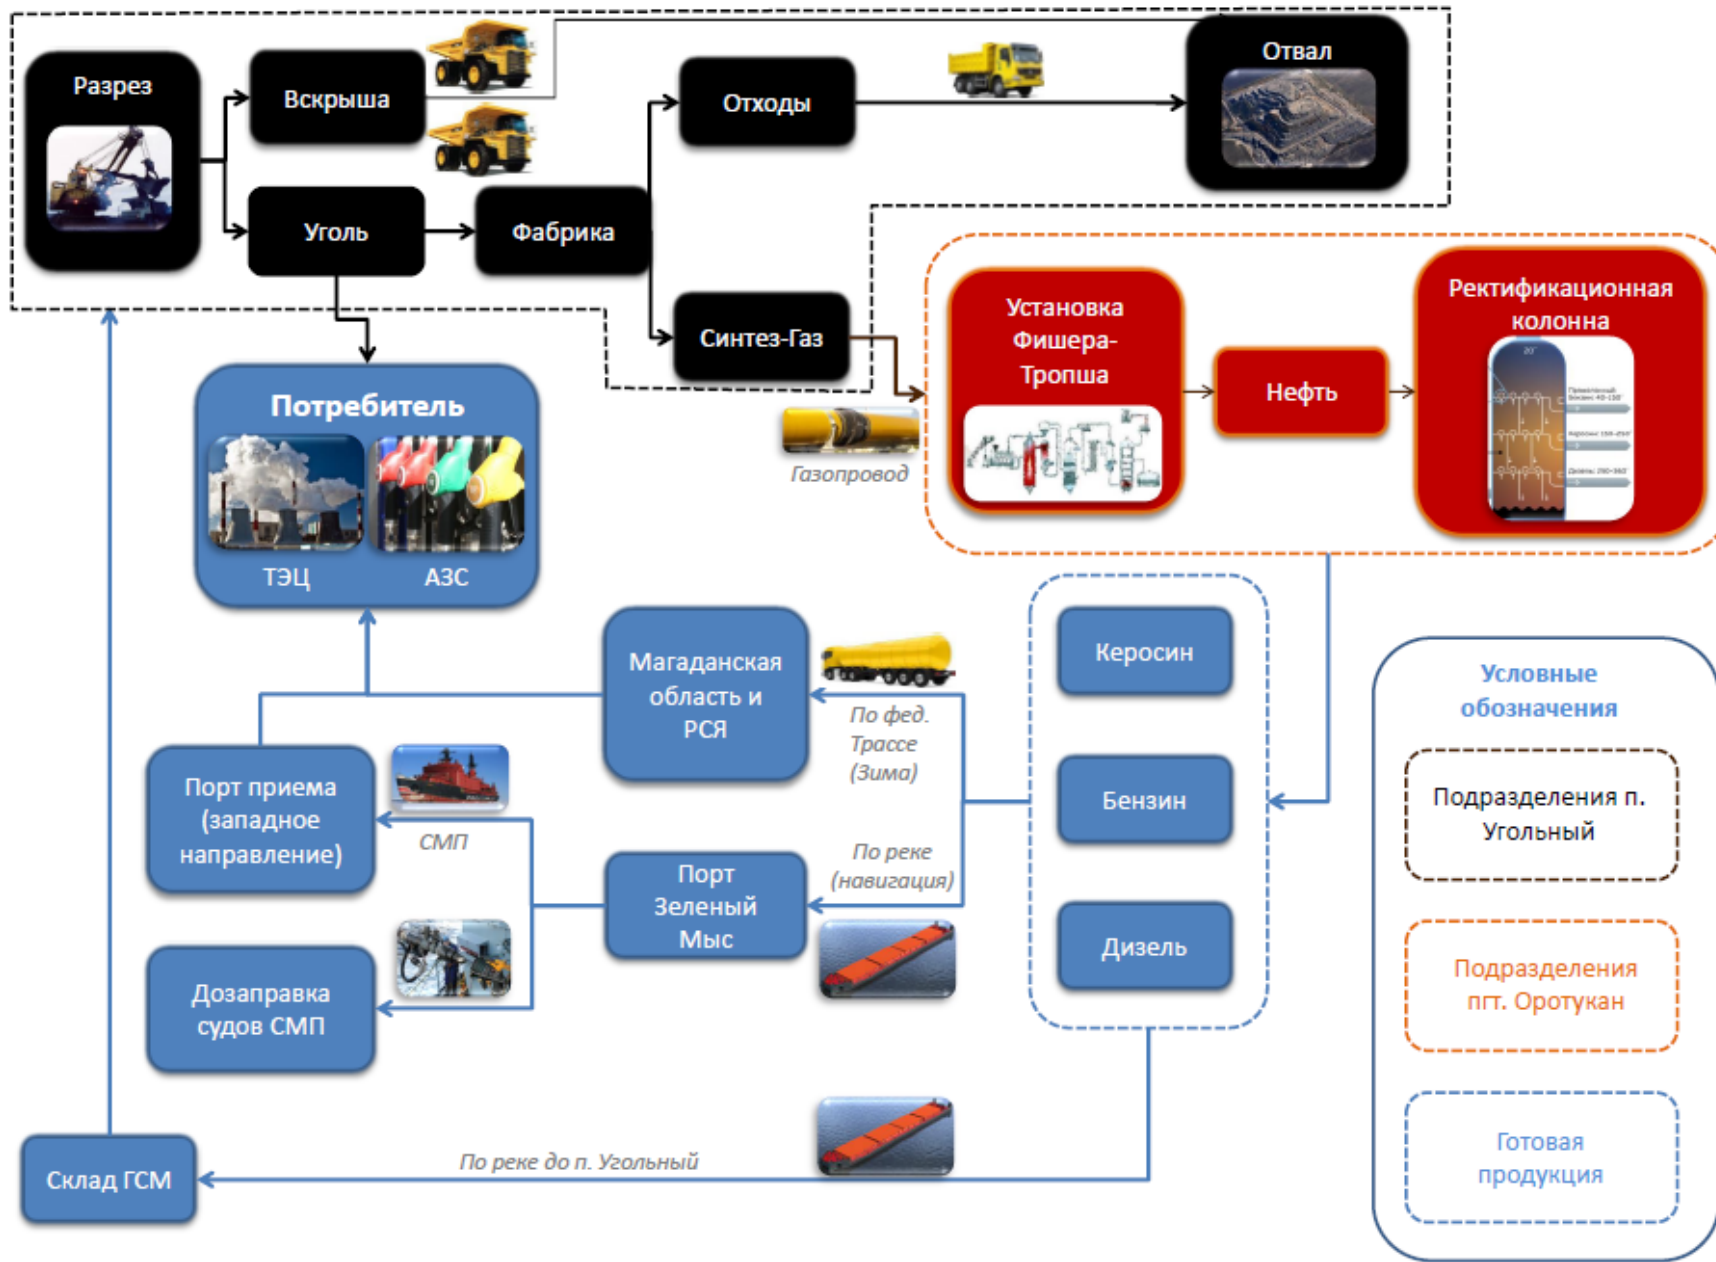 Разрез
Вскрыша
Отходы
Отвал
Уголь
Фабрика
Синтез-Газ
Газопровод
Установка
Фишера-
Тропша
Нефть
Ректификационная
колонна
20°
Потребитель
ТЭЦ
АЗС
Магаданская
область и
РСЯ
По фед.
Трассе
(Зима)
Керосин
Бензин
Дизель
Порт приема
(западное
направление)
СМП
Порт
Зеленый
Мыс
По реке
(навигация)
Дозаправка
судов СМП
Склад ГСМ
По реке до п. Угольный
Условные
обозначения
Подразделения п.
Угольный
Подразделения
пгт. Оротукан
Готовая
продукция